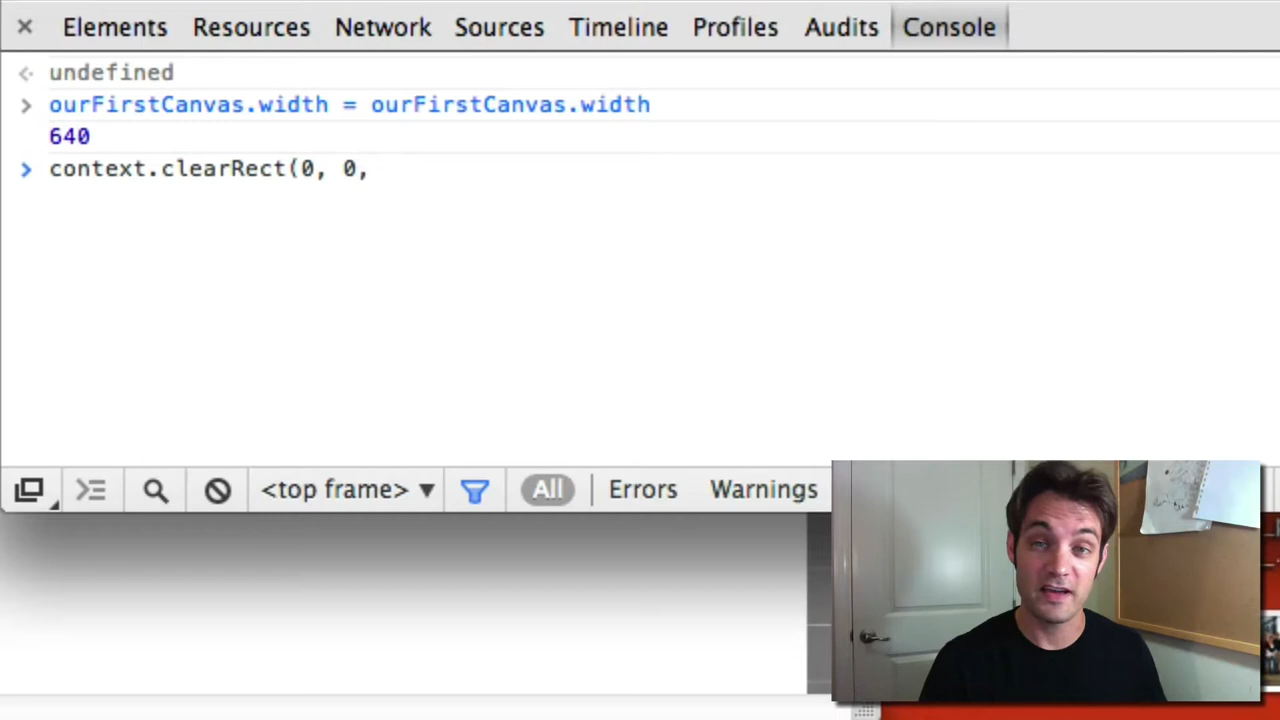 × Elements Resources Network Sources Timeline Profiles Audits Console
undefined
> ourFirstCanvas.width = ourFirstCanvas.width
640
> context.clearRect(0, 0,
<top frame> ▼ All Errors Warnings